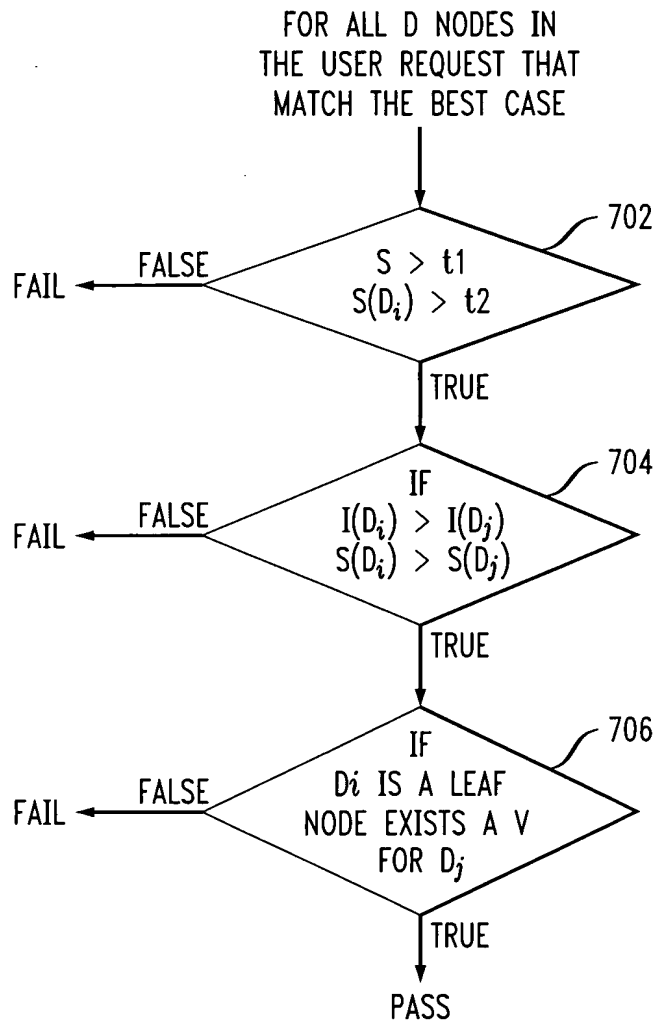 FOR ALL D NODES IN
THE USER REQUEST THAT
MATCH THE BEST CASE
702
S > t1
S(Di) > t2
FALSE
FAIL
TRUE
704
IF
I(Di) > I(Dj)
S(Di) > S(Dj)
FALSE
FAIL
TRUE
706
IF
Di IS A LEAF
NODE EXISTS A V
FOR Dj
FALSE
FAIL
TRUE
PASS